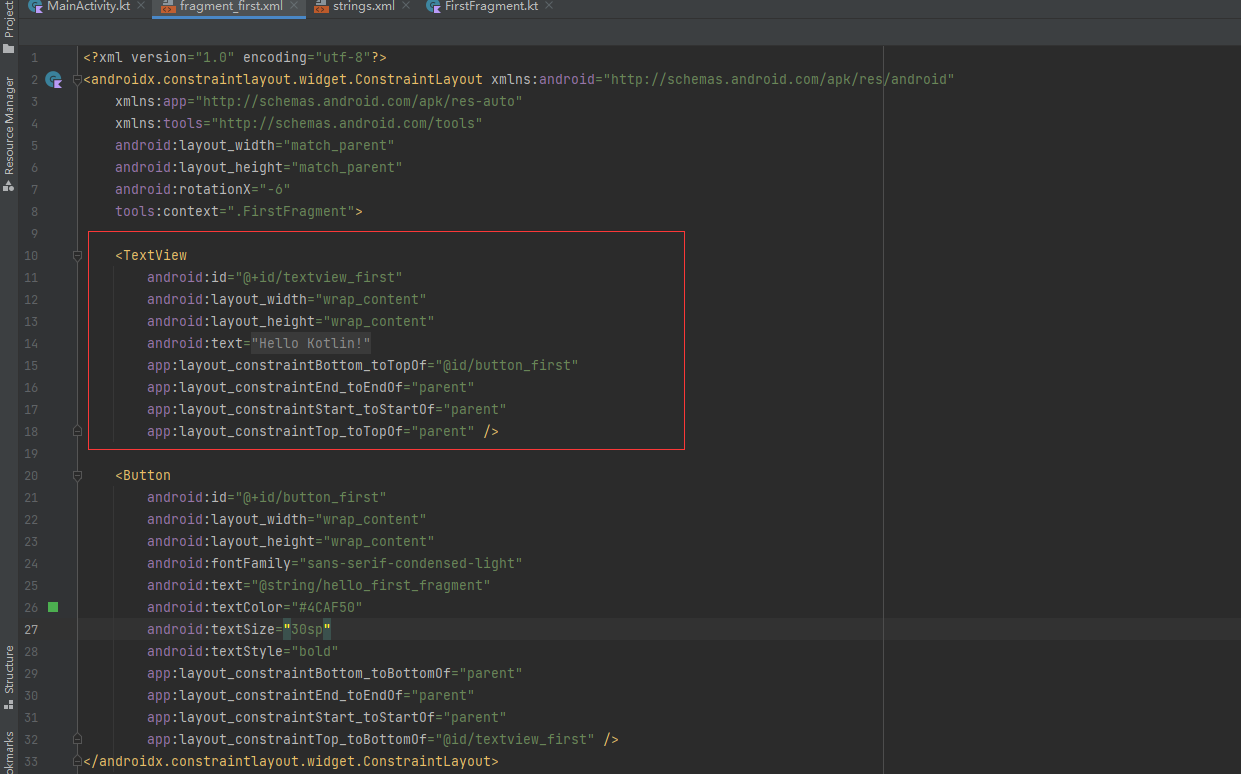 MainActivity.kt fragment_first.xml strings.xml FirstFragment.kt
Project
Resource Manager
Structure
1 <?xml version="1.0" encoding="utf-8"?>
2 <androidx.constraintlayout.widget.ConstraintLayout xmlns:android="http://schemas.android.com/apk/res/android"
3 xmlns:app="http://schemas.android.com/apk/res-auto"
4 xmlns:tools="http://schemas.android.com/tools"
5 android:layout_width="match_parent"
6 android:layout_height="match_parent"
7 android:rotationX="-6"
8 tools:context=".FirstFragment">
9
10 <TextView
11 android:id="@+id/textview_first"
12 android:layout_width="wrap_content"
13 android:layout_height="wrap_content"
14 android:text="Hello Kotlin!"
15 app:layout_constraintBottom_toTopOf="@id/button_first"
16 app:layout_constraintEnd_toEndOf="parent"
17 app:layout_constraintStart_toStartOf="parent"
18 app:layout_constraintTop_toTopOf="parent" />
19
20 <Button
21 android:id="@+id/button_first"
22 android:layout_width="wrap_content"
23 android:layout_height="wrap_content"
24 android:fontFamily="sans-serif-condensed-light"
25 android:text="@string/hello_first_fragment"
26 android:textColor="#4CAF50"
27 android:textSize="30sp"
28 android:textStyle="bold"
29 app:layout_constraintBottom_toBottomOf="parent"
30 app:layout_constraintEnd_toEndOf="parent"
31 app:layout_constraintStart_toStartOf="parent"
32 app:layout_constraintTop_toBottomOf="@id/textview_first" />
33 </androidx.constraintlayout.widget.ConstraintLayout>